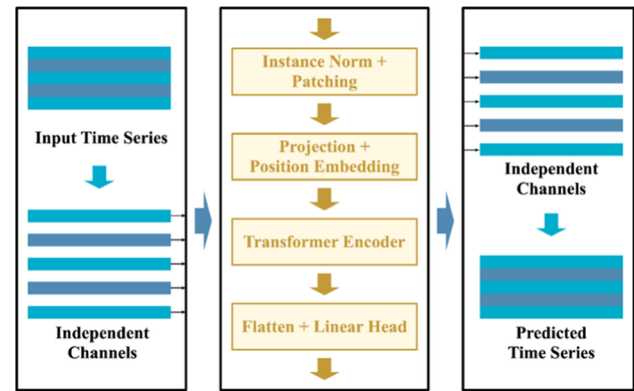 Input Time Series
Independent
Channels
Instance Norm +
Patching
Projection +
Position Embedding
Transformer Encoder
Flatten + Linear Head
Independent
Channels
Predicted
Time Series